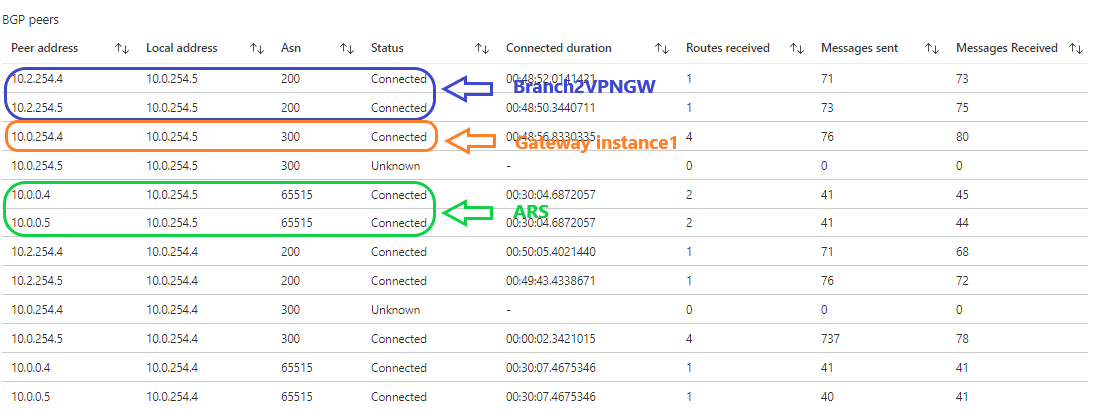 BGP peers
Peer address Local address Asn Status Connected duration Routes received Messages sent Messages Received
10.2.254.4 10.0.254.5 200 Connected 00:48:52.0141421 1 71 73
Branch2VPNGW
10.2.254.5 10.0.254.5 200 Connected 00:48:50.3440711 1 73 75
10.0.254.4 10.0.254.5 300 Connected 00:48:56.8330335 4 76 80
Gateway instance1
10.0.254.5 10.0.254.5 300 Unknown - 0 0 0
10.0.0.4 10.0.254.5 65515 Connected 00:30:04.6872057 2 41 45
ARS
10.0.0.5 10.0.254.5 65515 Connected 00:30:04.6872057 2 41 44
10.2.254.4 10.0.254.4 200 Connected 00:50:05.4021440 1 71 68
10.2.254.5 10.0.254.4 200 Connected 00:49:43.4338671 1 76 72
10.0.254.4 10.0.254.4 300 Unknown - 0 0 0
10.0.254.5 10.0.254.4 300 Connected 00:00:02.3421015 4 737 78
10.0.0.4 10.0.254.4 65515 Connected 00:30:07.4675346 1 41 41
10.0.0.5 10.0.254.4 65515 Connected 00:30:07.4675346 1 40 41